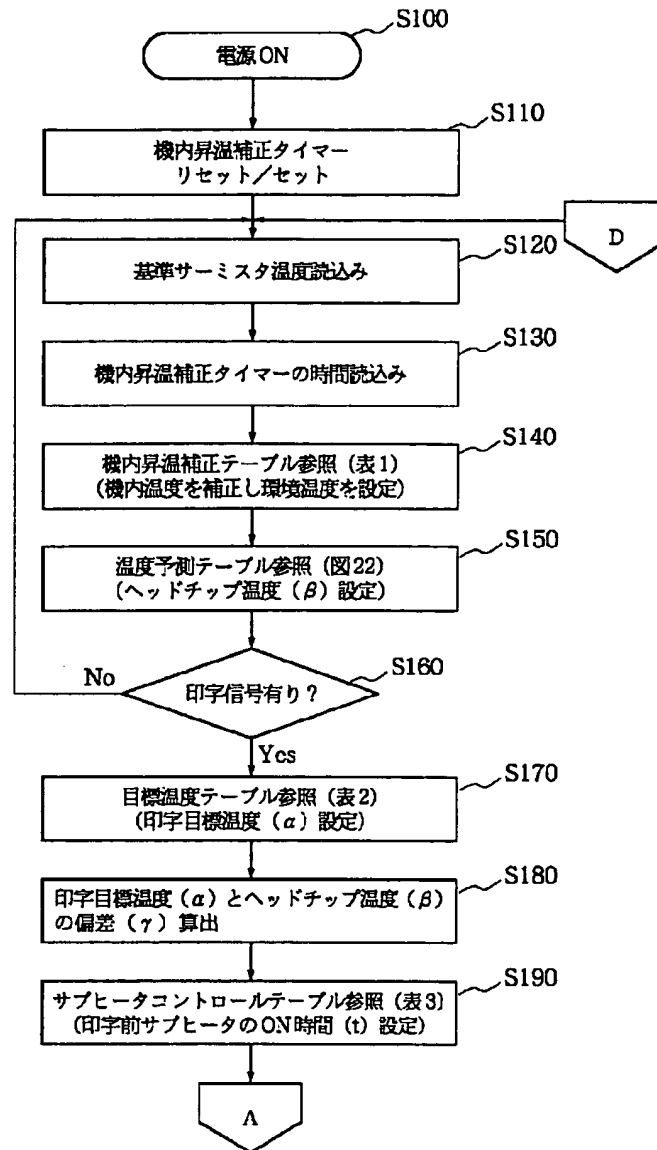 S100
電源ON
S110
機内昇温補正タイマー
リセット／セット
D
S120
基準サーミスタ温度読込み
S130
機内昇温補正タイマーの時間読込み
S140
機内昇温補正テーブル参照（表1）
（機内温度を補正し環境温度を設定）
S150
温度予測テーブル参照（図22）
（ヘッドチップ温度（β）設定）
S160
印字信号有り？
No
Yes
S170
目標温度テーブル参照（表2）
（印字目標温度（α）設定）
S180
印字目標温度（α）とヘッドチップ温度（β）
の偏差（γ）算出
S190
サブヒータコントロールテーブル参照（表3）
（印字前サブヒータのON時間（t）設定）
A